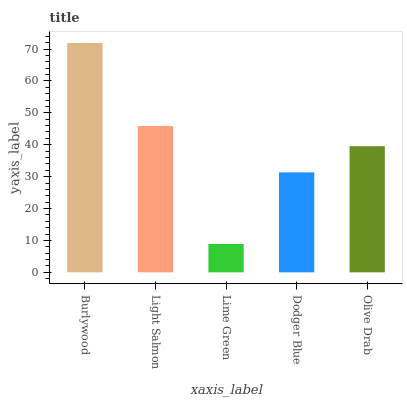 title
yaxis_label
70
60
50
40
30
20
10
0
Burlywood
Light Salmon
Lime Green
Dodger Blue
Olive Drab
xaxis_label